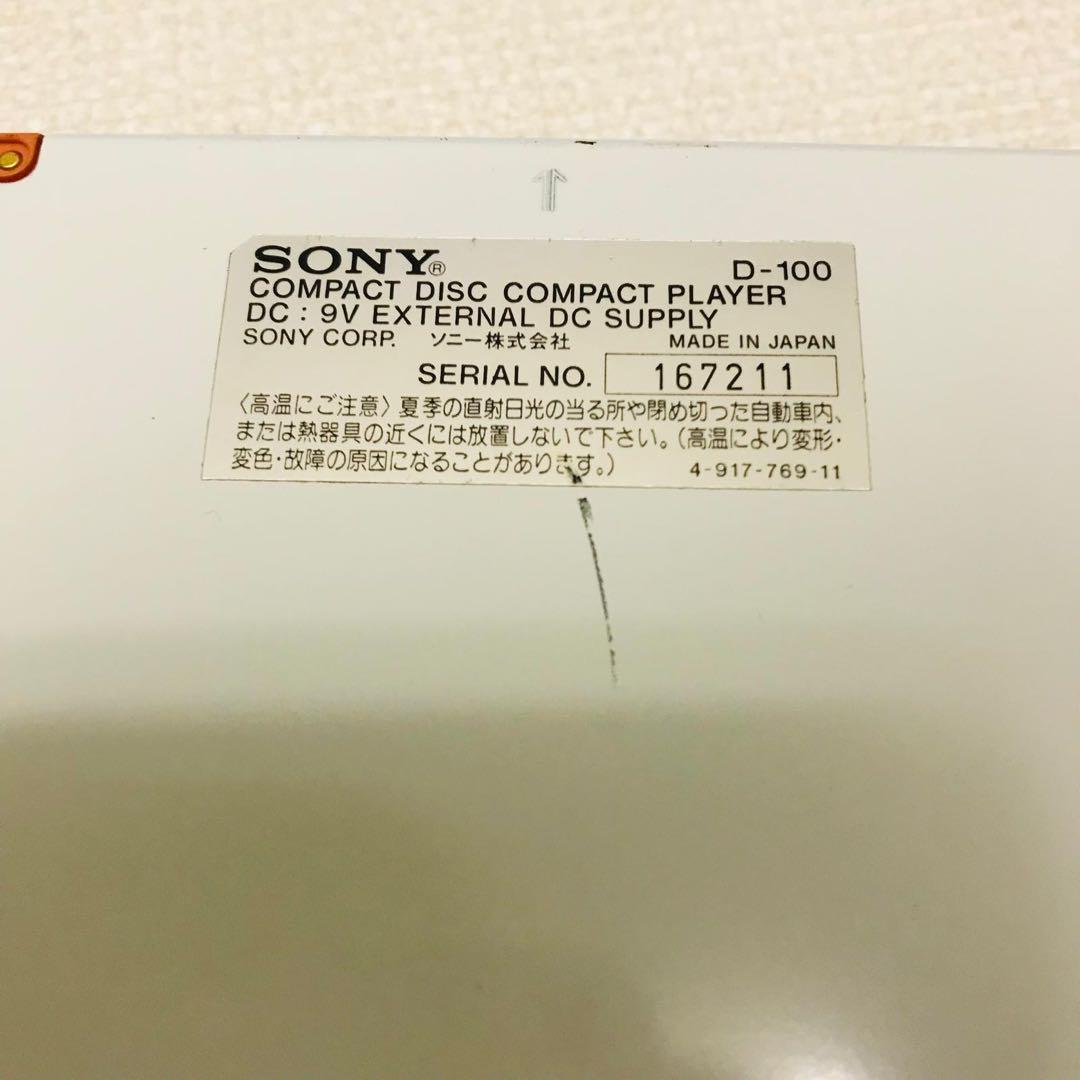 SONY® D-100
COMPACT DISC COMPACT PLAYER
DC : 9V EXTERNAL DC SUPPLY
SONY CORP. ソニー株式会社 MADE IN JAPAN
SERIAL NO. 167211
〈高温にご注意〉夏季の直射日光の当る所や閉め切った自動車内、
または熱器具の近くには放置しないで下さい。(高温により変形・
変色・故障の原因になることがあります。) 4-917-769-11